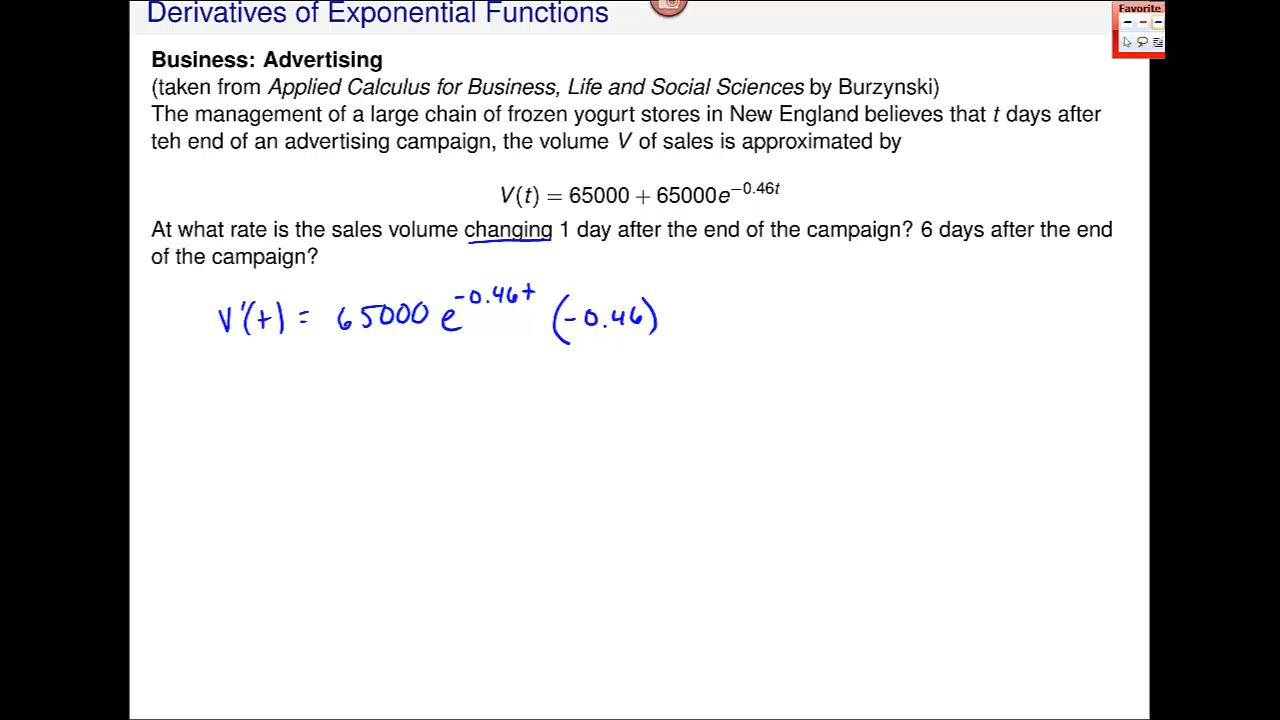 Derivatives of Exponential Functions
Favorite
Business: Advertising
(taken from Applied Calculus for Business, Life and Social Sciences by Burzynski)
The management of a large chain of frozen yogurt stores in New England believes that t days after
teh end of an advertising campaign, the volume V of sales is approximated by
V(t) = 65000 + 65000e^{−0.46t}
At what rate is the sales volume changing 1 day after the end of the campaign? 6 days after the end
of the campaign?
V'(t) = 65000 e^{-0.46t} (-0.46)